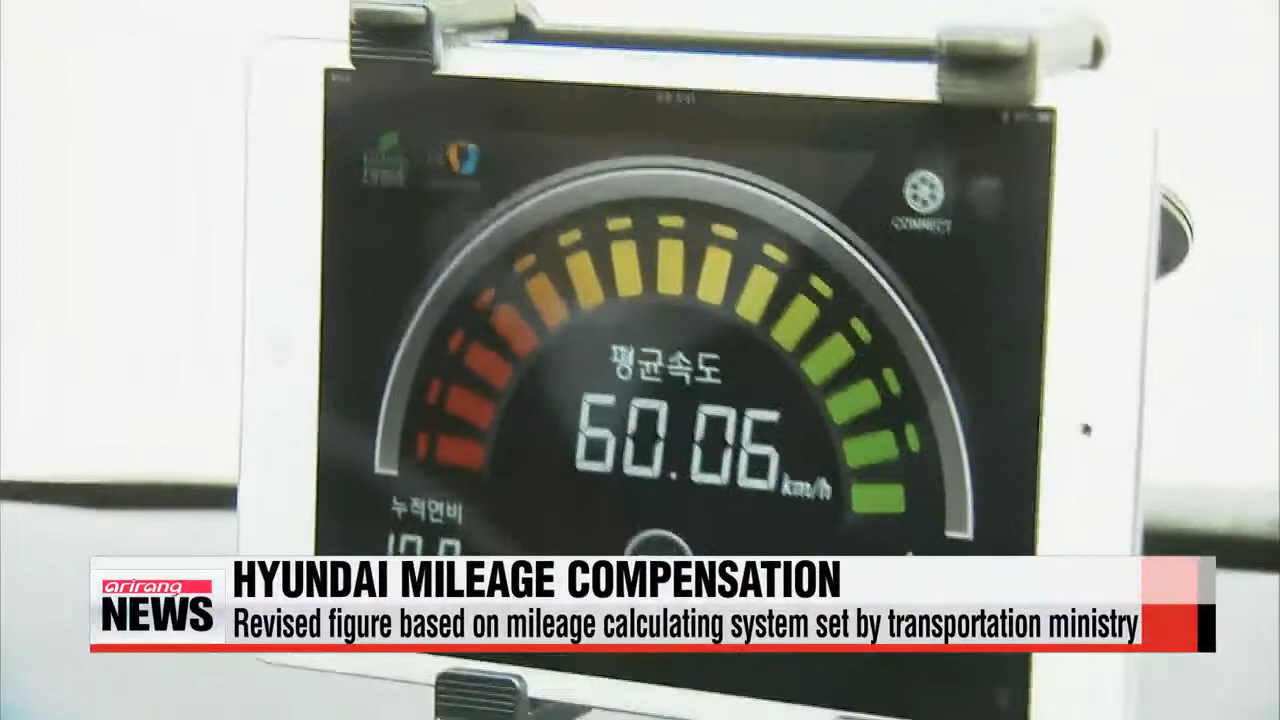 CONNECT
평균속도
60.06 km/h
누적연비
HYUNDAI MILEAGE COMPENSATION
arirang
NEWS
Revised figure based on mileage calculating system set by transportation ministry